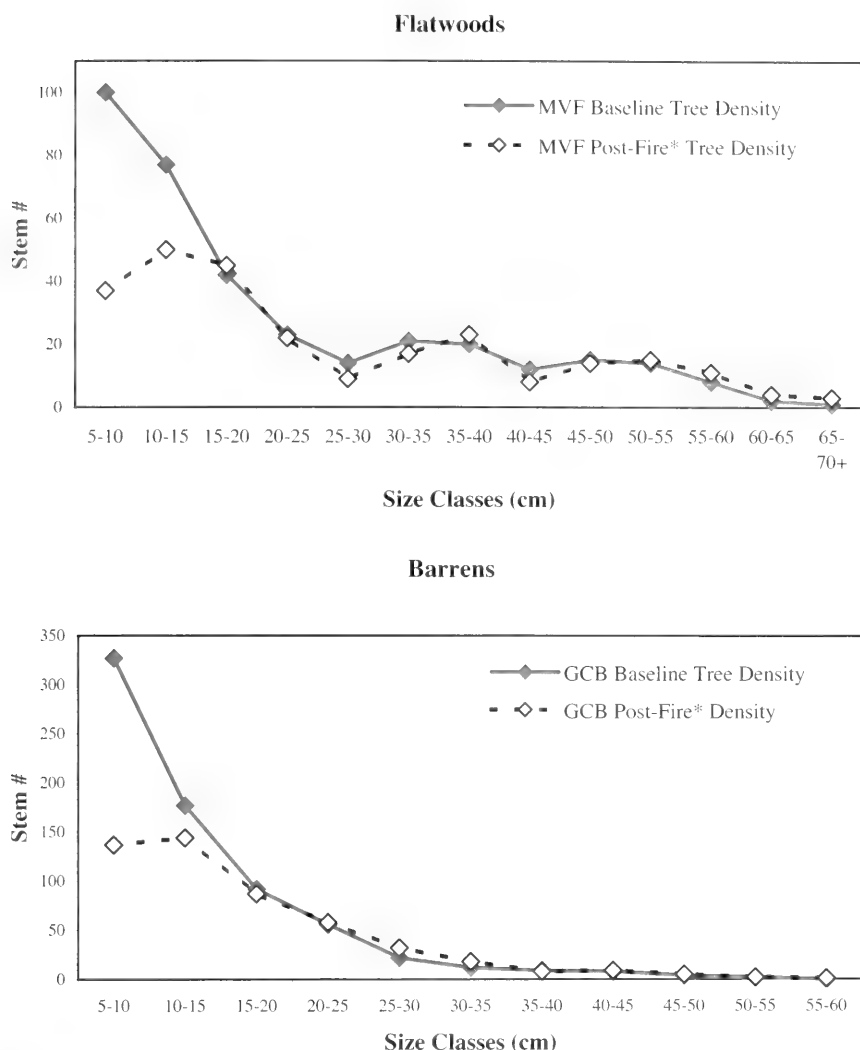 Flatwoods
MVF Baseline Tree Density
MVF Post-Fire* Tree Density
Stem #
100
80
60
40
20
0
5-10 10-15 15-20 20-25 25-30 30-35 35-40 40-45 45-50 50-55 55-60 60-65 65-
70+
Size Classes (cm)
Barrens
GCB Baseline Tree Density
GCB Post-Fire* Density
Stem #
350
300
250
200
150
100
50
0
5-10 10-15 15-20 20-25 25-30 30-35 35-40 40-45 45-50 50-55 55-60
Size Classes (cm)